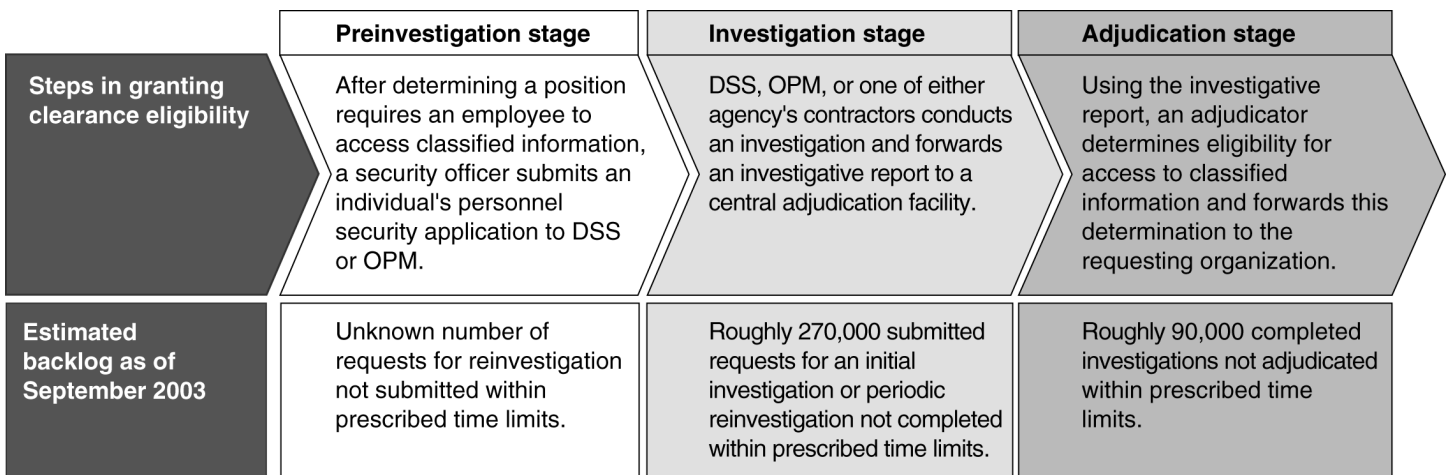 Preinvestigation stage
Investigation stage
Adjudication stage
Steps in granting
clearance eligibility
After determining a position
requires an employee to
access classified information,
a security officer submits an
individual's personnel
security application to DSS
or OPM.
DSS, OPM, or one of either
agency's contractors conducts
an investigation and forwards
an investigative report to a
central adjudication facility.
Using the investigative
report, an adjudicator
determines eligibility for
access to classified
information and forwards this
determination to the
requesting organization.
Estimated
backlog as of
September 2003
Unknown number of
requests for reinvestigation
not submitted within
prescribed time limits.
Roughly 270,000 submitted
requests for an initial
investigation or periodic
reinvestigation not completed
within prescribed time limits.
Roughly 90,000 completed
investigations not adjudicated
within prescribed time
limits.